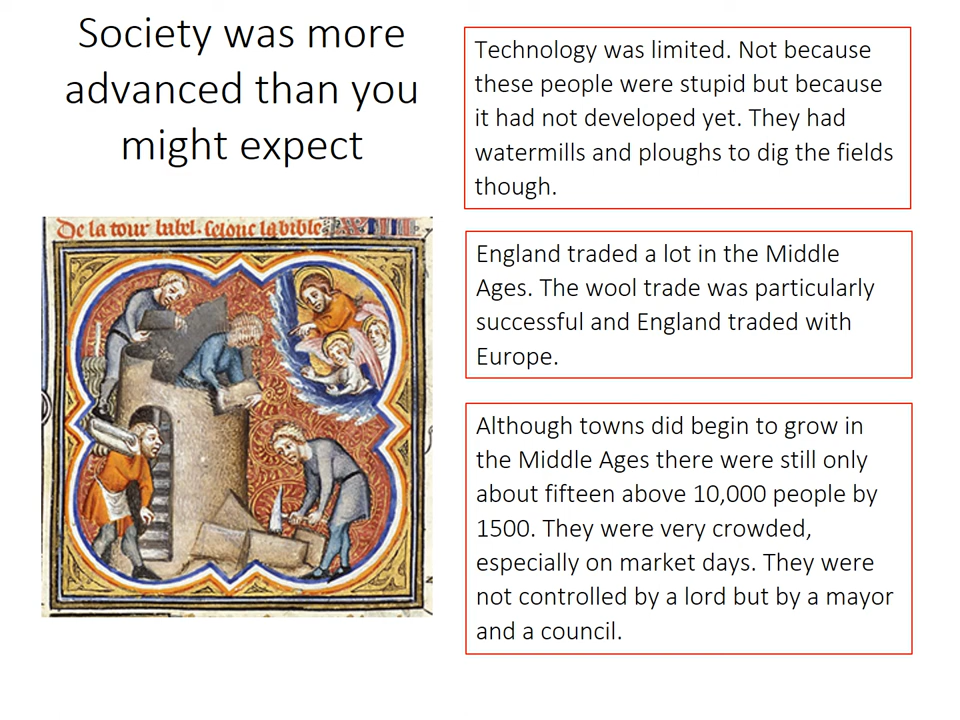 Society was more
advanced than you
might expect
Technology was limited. Not because
these people were stupid but because
it had not developed yet. They had
watermills and ploughs to dig the fields
though.
England traded a lot in the Middle
Ages. The wool trade was particularly
successful and England traded with
Europe.
Although towns did begin to grow in
the Middle Ages there were still only
about fifteen above 10,000 people by
1500. They were very crowded,
especially on market days. They were
not controlled by a lord but by a mayor
and a council.
De la tour babel. selonc la bible